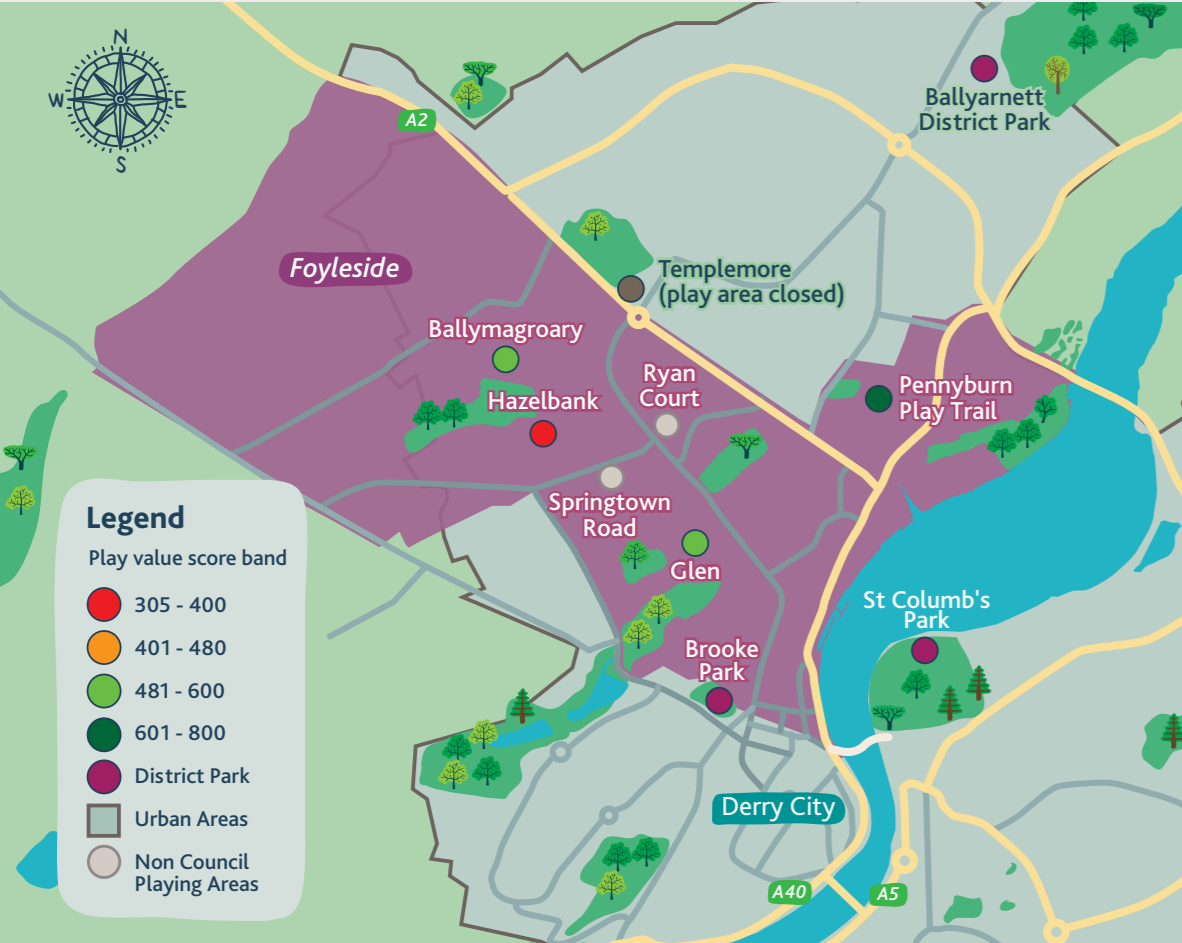 N
W
E
S
A2
Ballyarnett
District Park
Foyleside
Templemore
(play area closed)
Ballymagroary
Hazelbank
Ryan
Court
Pennyburn
Play Trail
Springtown
Road
Glen
St Columb's
Park
Brooke
Park
Derry City
A40
A5
Legend
Play value score band
305 - 400
401 - 480
481 - 600
601 - 800
District Park
Urban Areas
Non Council
Playing Areas